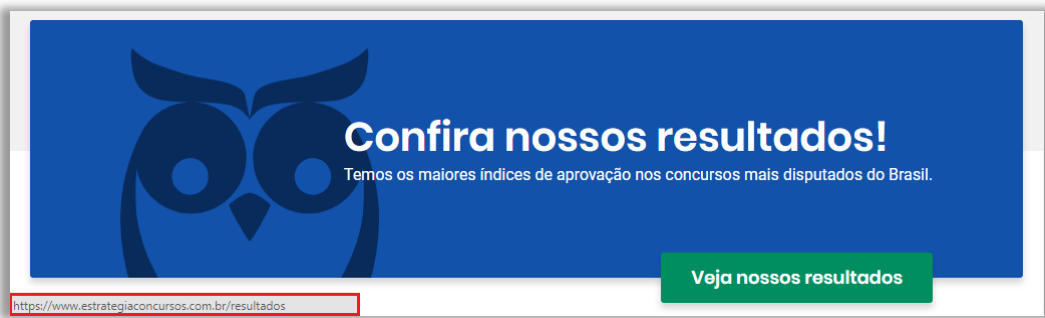 Confira nossos resultados!
Temos os maiores índices de aprovação nos concursos mais disputados do Brasil.
Veja nossos resultados
https://www.estrategiaconcursos.com.br/resultados